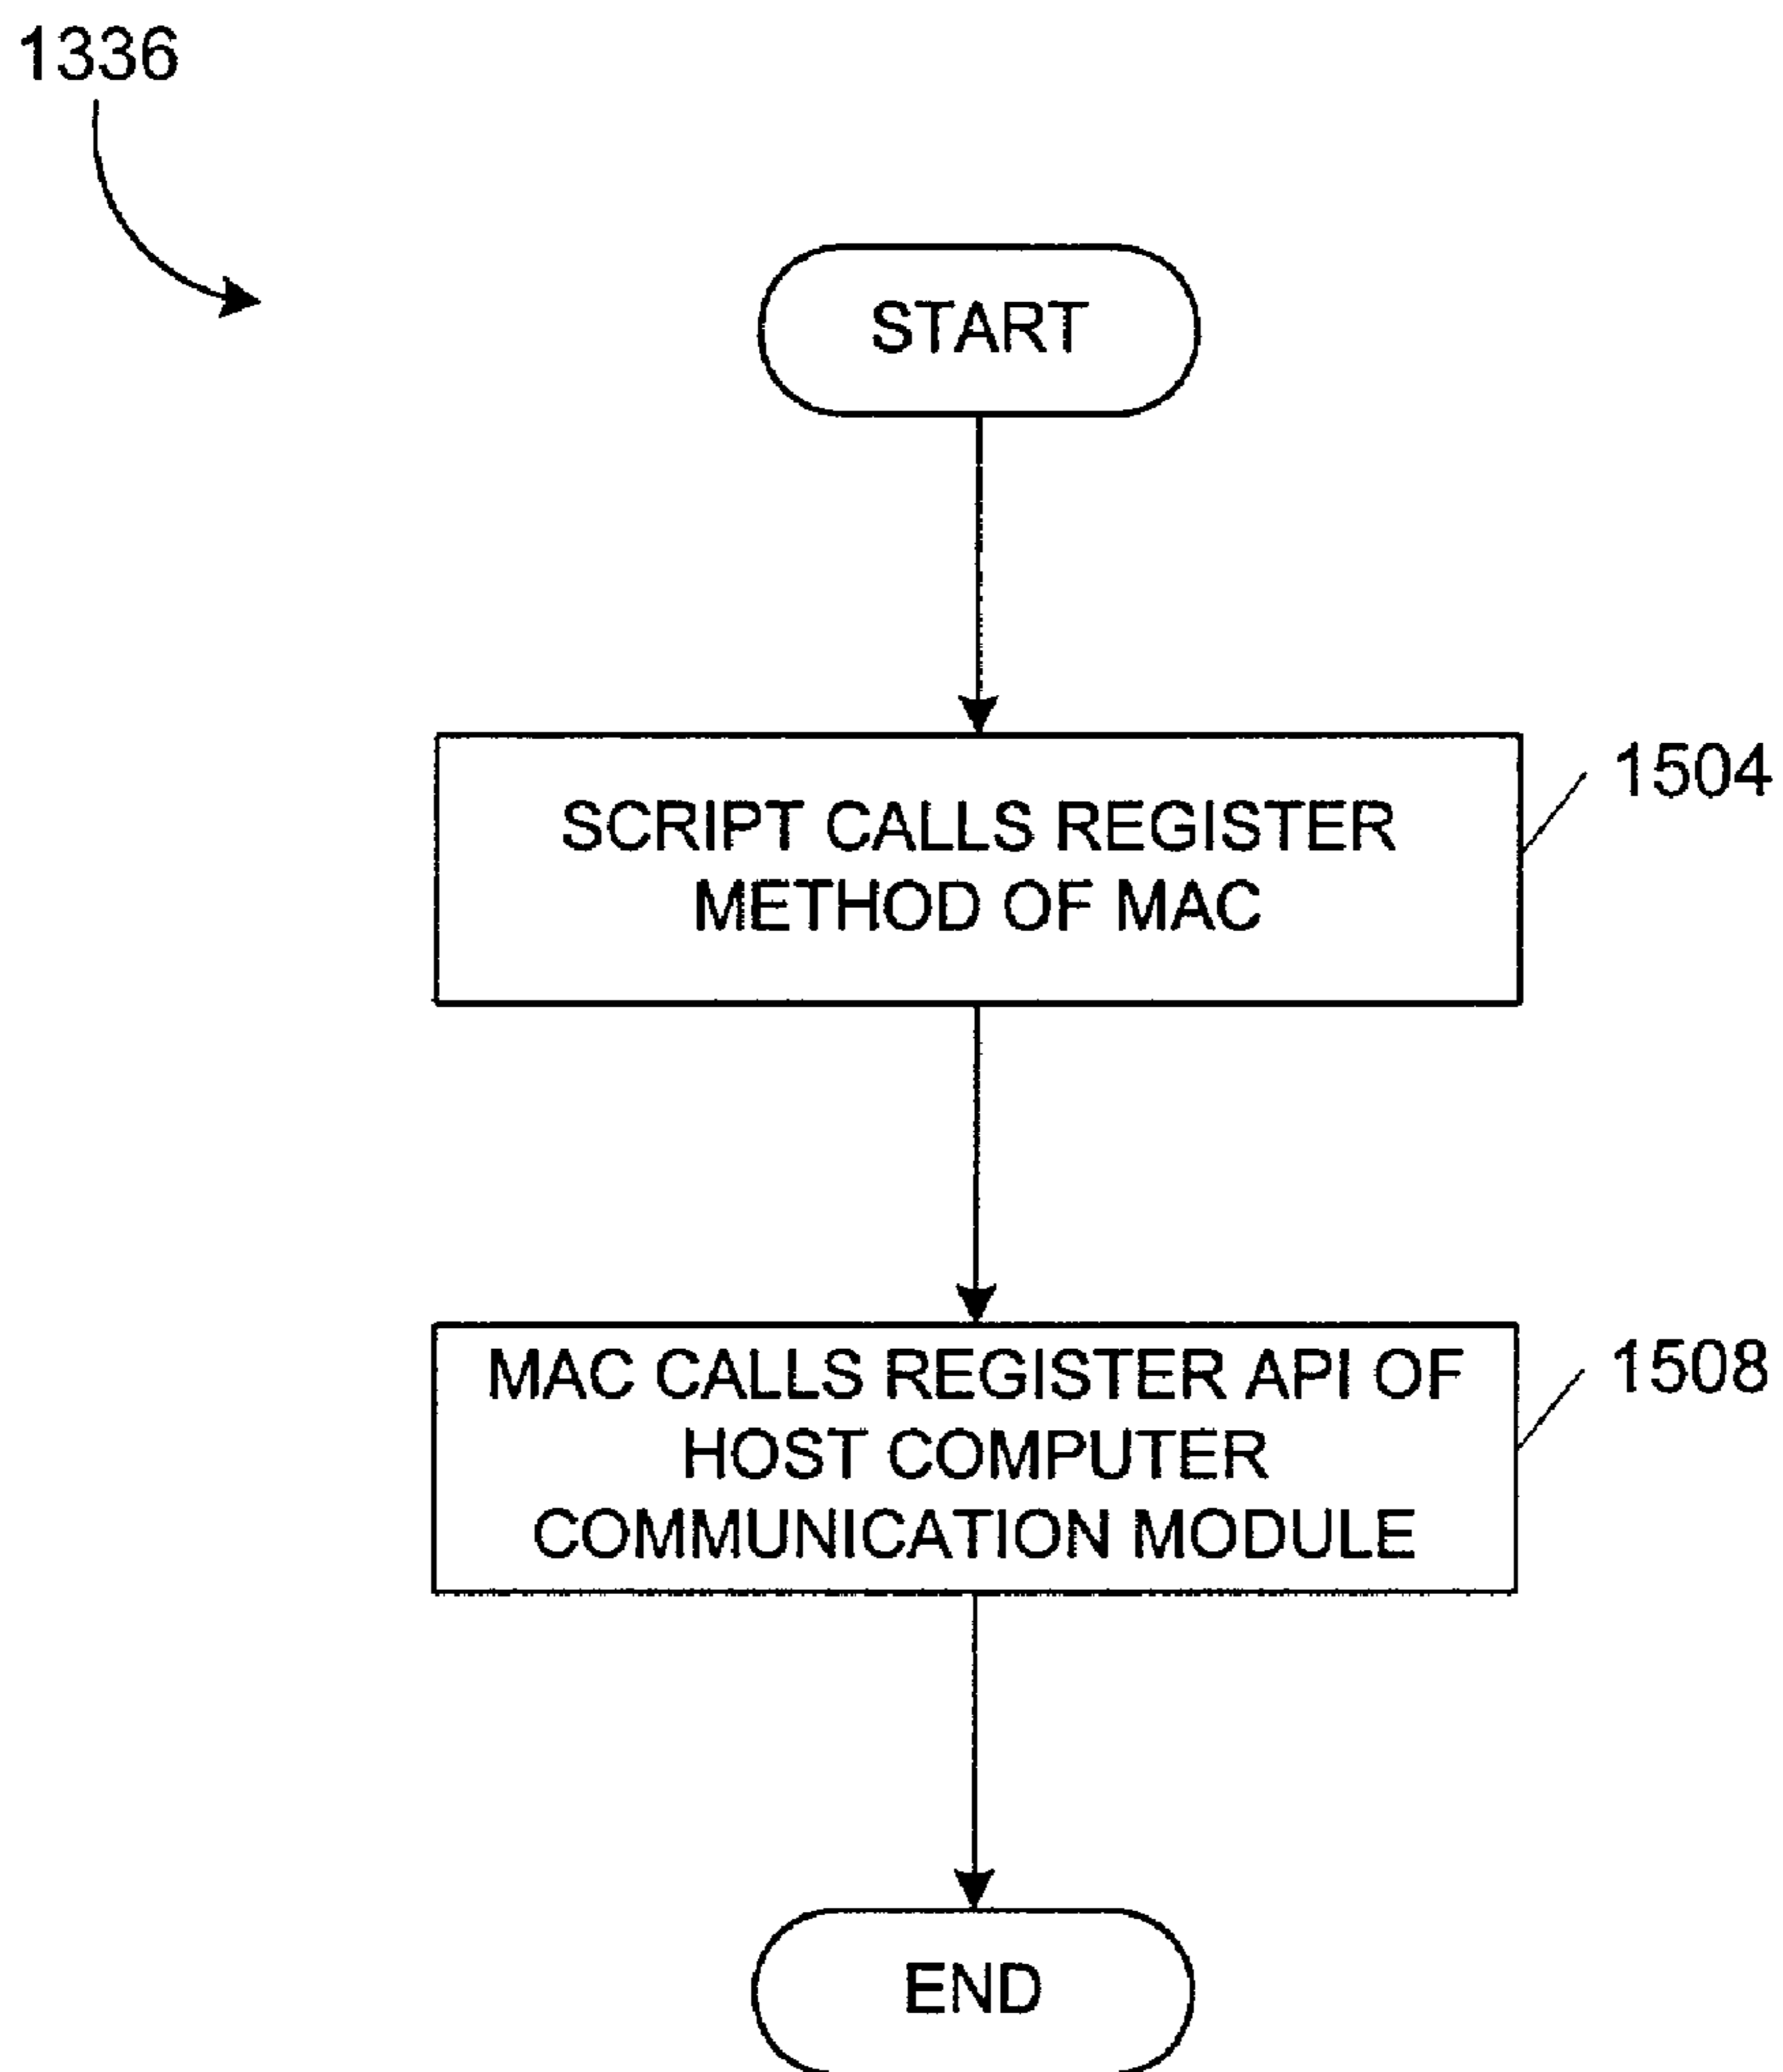 1336
START
SCRIPT CALLS REGISTER
METHOD OF MAC
1504
MAC CALLS REGISTER API OF
HOST COMPUTER
COMMUNICATION MODULE
1508
END